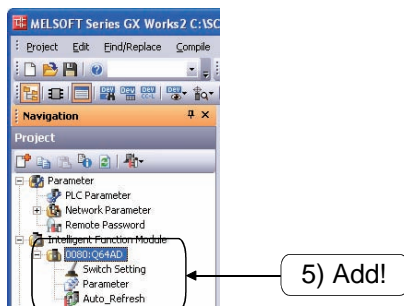 MELSOFT Series GX Works2 C:\SC
Project Edit Find/Replace Compile
Navigation
Project
Parameter
PLC Parameter
Network Parameter
Remote Password
Intelligent Function Module
0080:Q64AD
Switch Setting
Parameter
Auto_Refresh
5) Add!